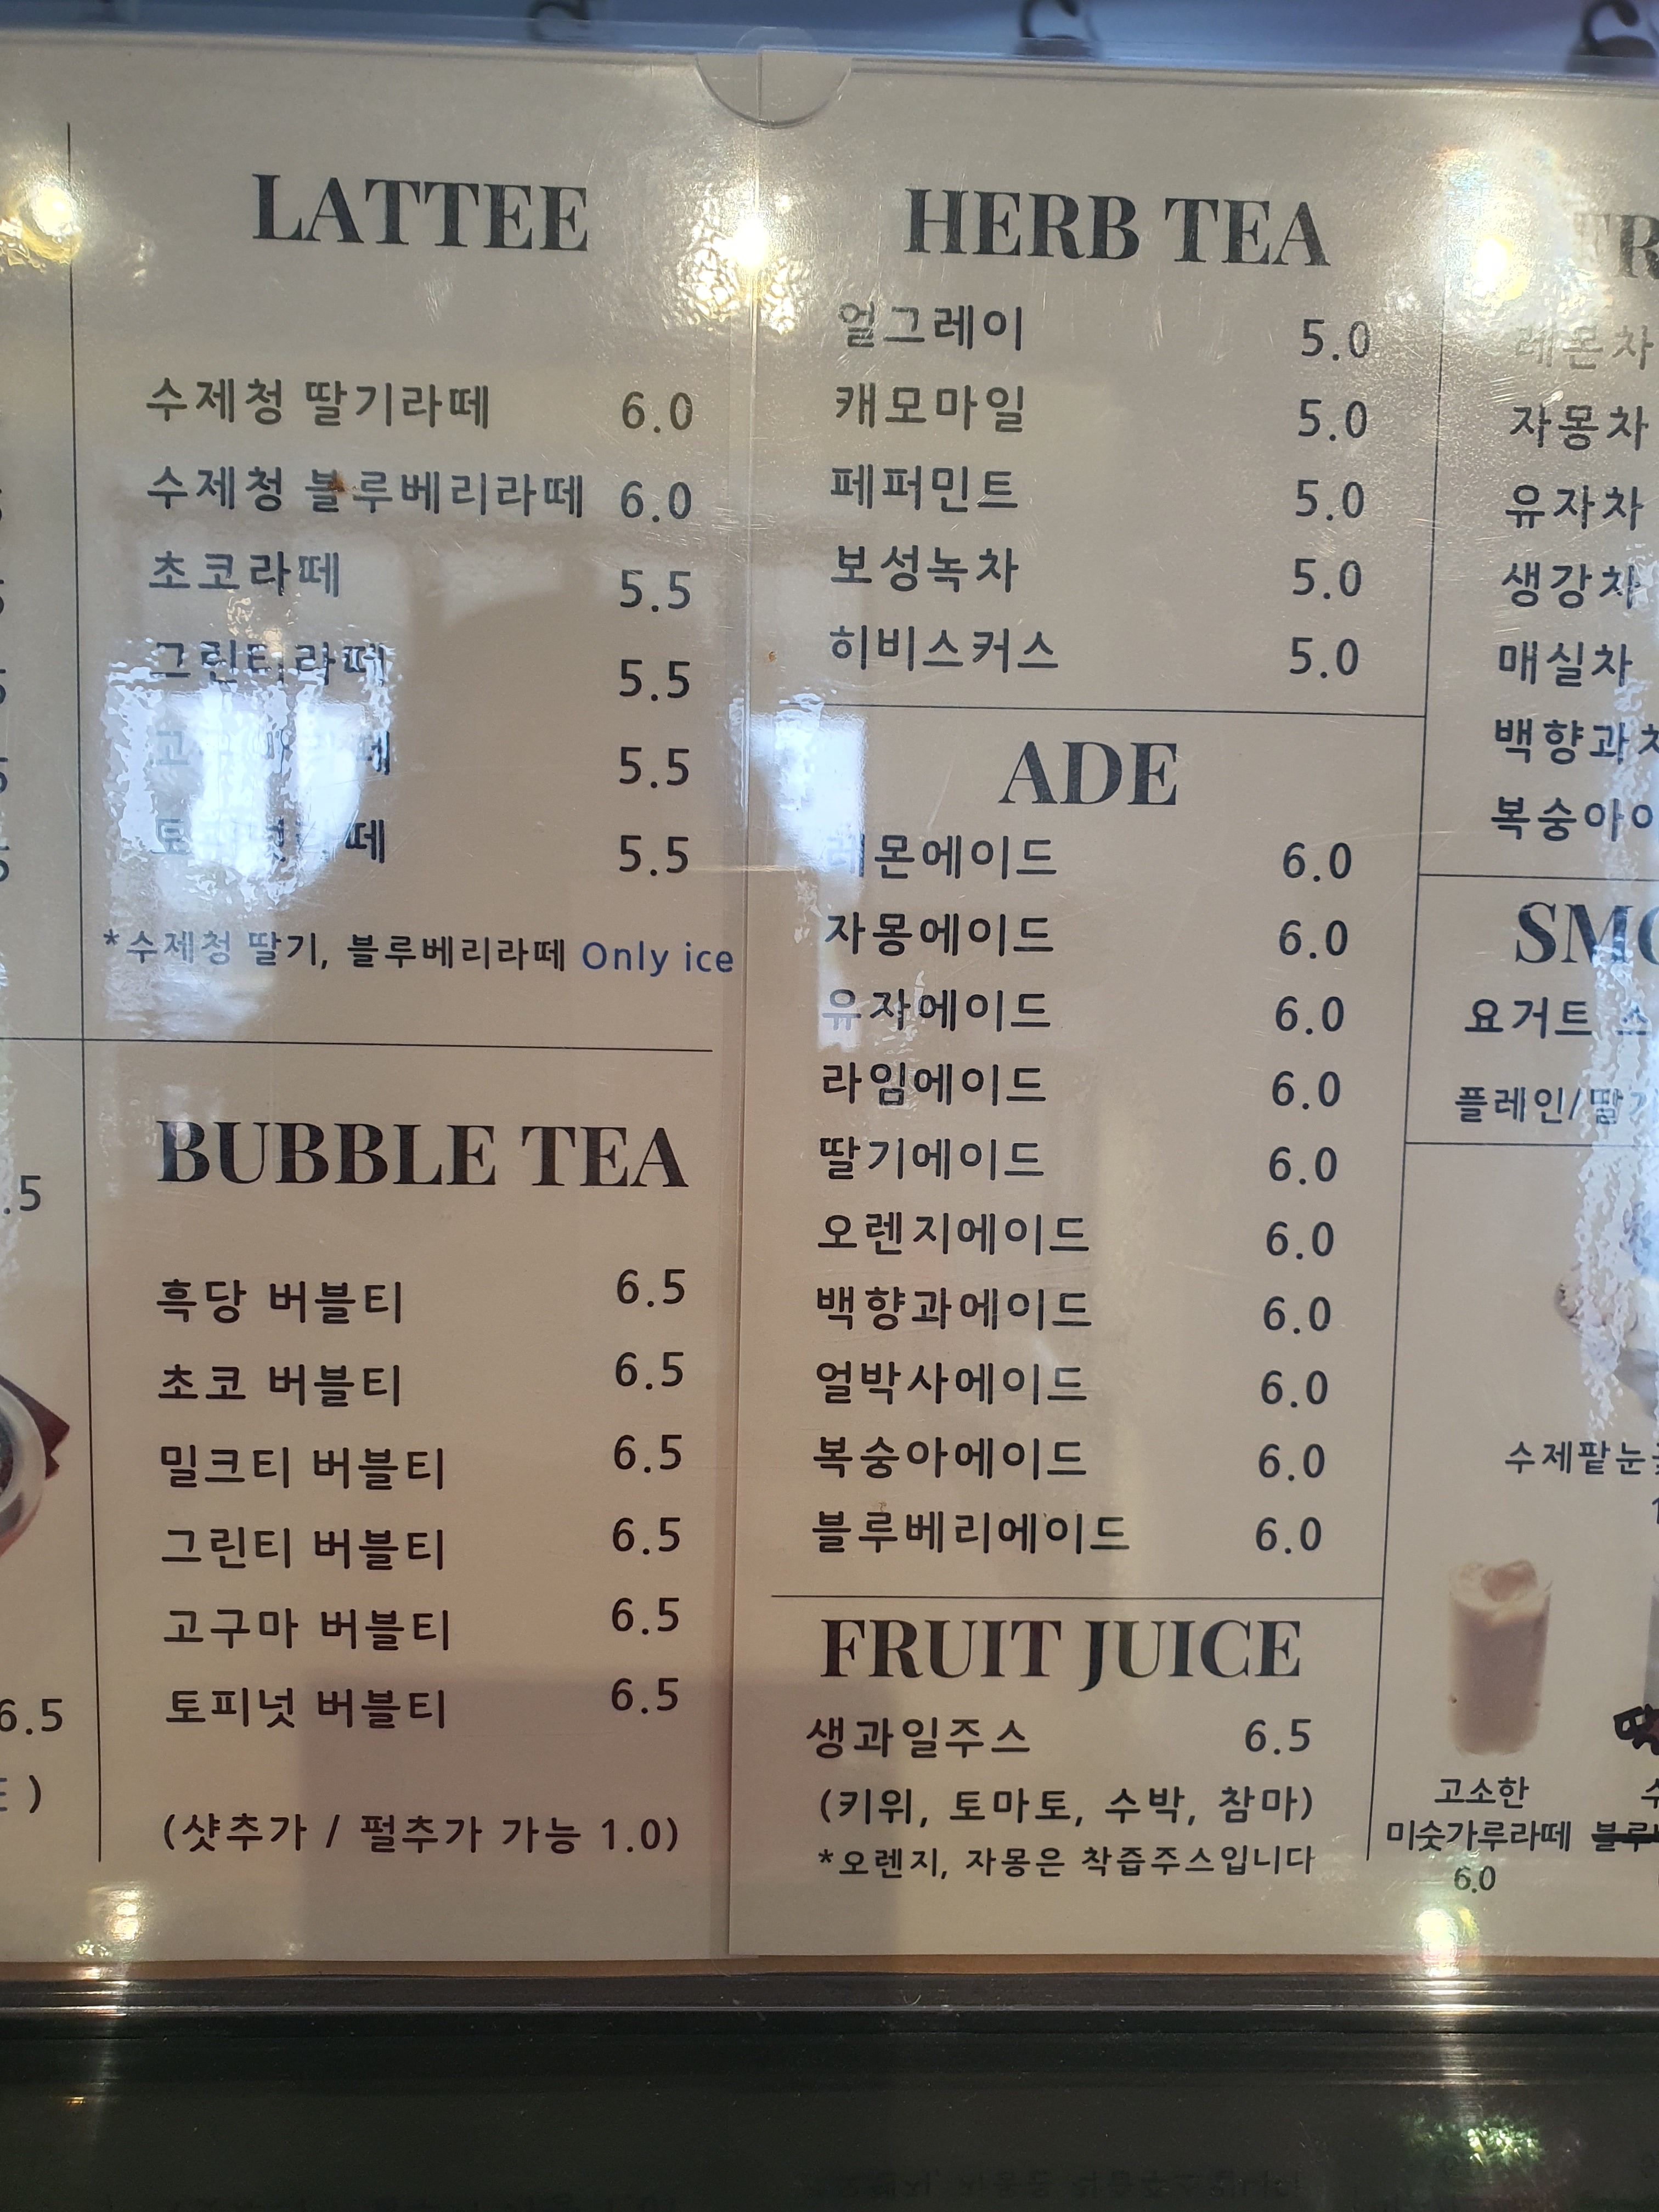 LATTEE
수제청 딸기라떼 6.0
수제청 블루베리라떼 6.0
초코라떼 5.5
그린티라떼 5.5
5.5
5.5
*수제청 딸기, 블루베리라떼 Only ice
BUBBLE TEA
흑당 버블티 6.5
초코 버블티 6.5
밀크티 버블티 6.5
그린티 버블티 6.5
고구마 버블티 6.5
토피넛 버블티 6.5
(샷추가 / 펄추가 가능 1.0)
HERB TEA
얼그레이 5.0
캐모마일 5.0
페퍼민트 5.0
보성녹차 5.0
히비스커스 5.0
ADE
레몬에이드 6.0
자몽에이드 6.0
유자에이드 6.0
라임에이드 6.0
딸기에이드 6.0
오렌지에이드 6.0
백향과에이드 6.0
얼박사에이드 6.0
복숭아에이드 6.0
블루베리에이드 6.0
FRUIT JUICE
생과일주스 6.5
(키위, 토마토, 수박, 참마)
*오렌지, 자몽은 착즙주스입니다
레몬차
자몽차
유자차
생강차
매실차
백향과
요거트
플레인/
고소한
미숫가루라떼
6.0
6.5